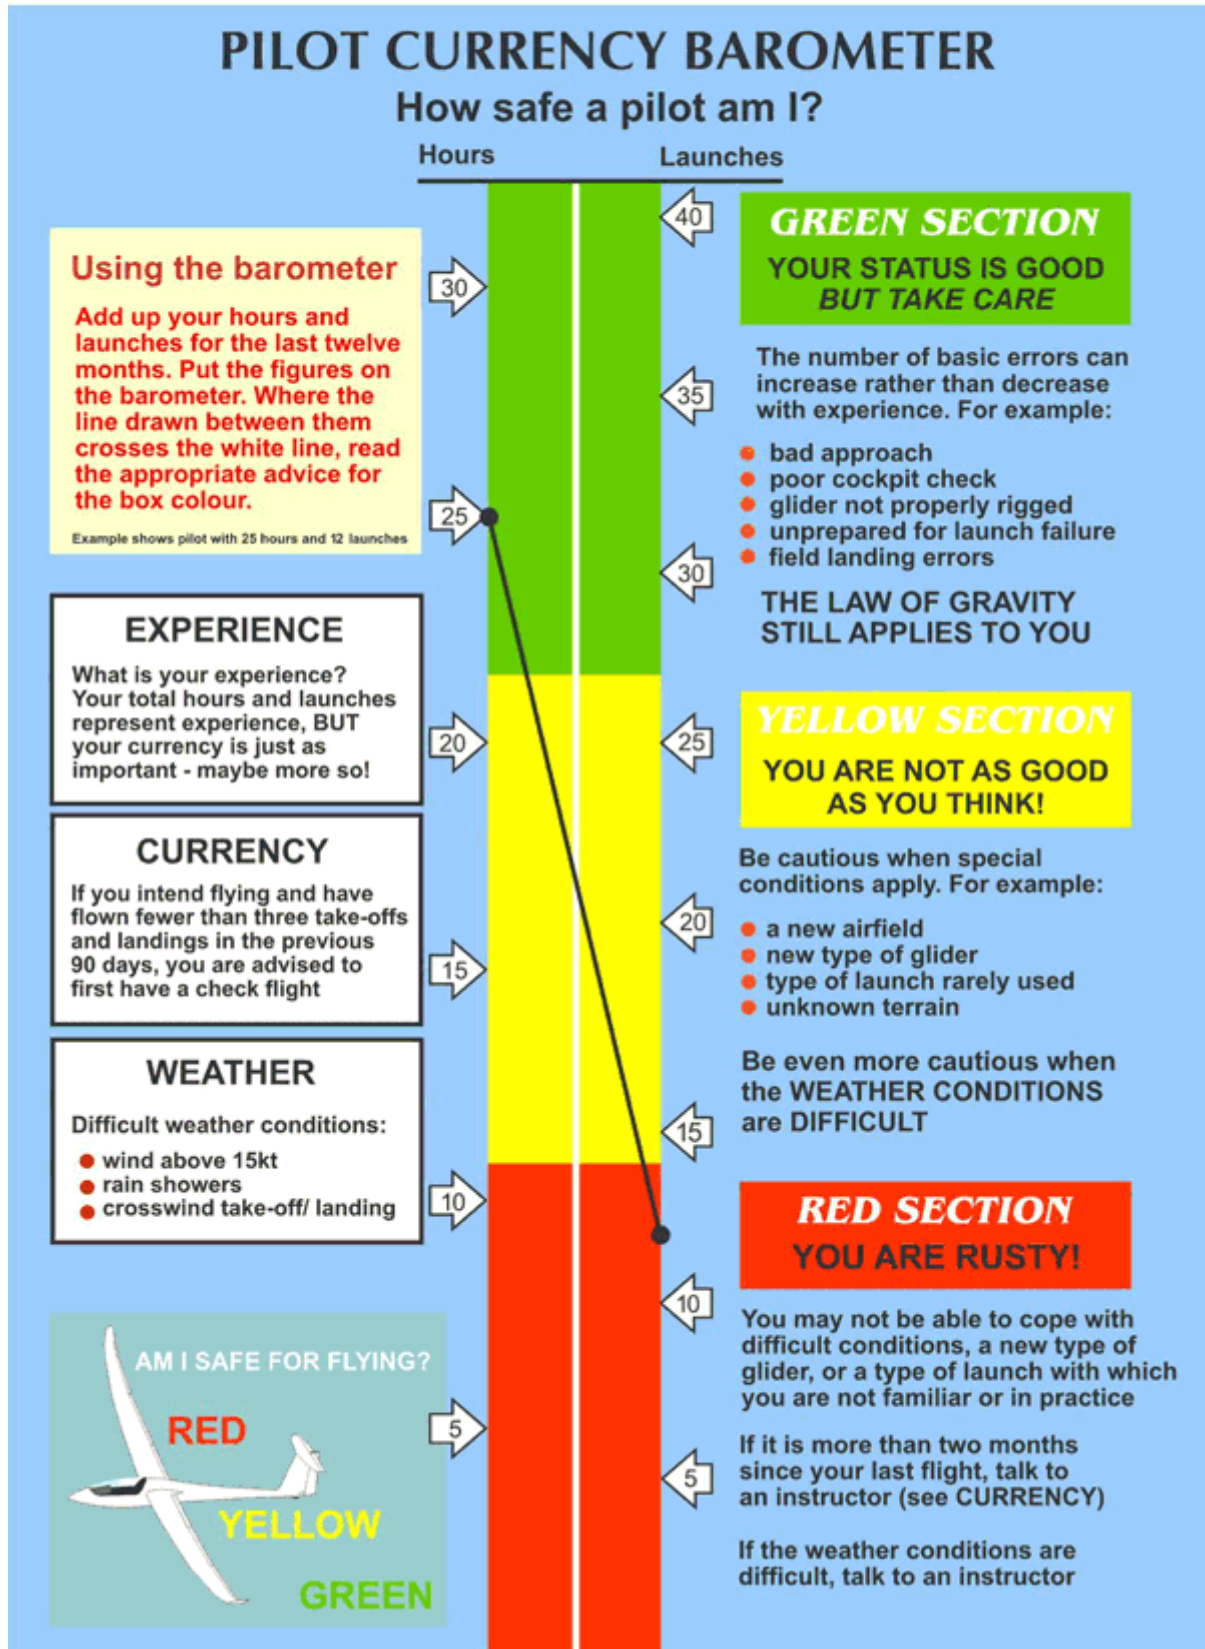 PILOT CURRENCY BAROMETER
How safe a pilot am I?
Hours
Launches
Using the barometer
Add up your hours and
launches for the last twelve
months. Put the figures on
the barometer. Where the
line drawn between them
crosses the white line, read
the appropriate advice for
the box colour.
Example shows pilot with 25 hours and 12 launches
EXPERIENCE
What is your experience?
Your total hours and launches
represent experience, BUT
your currency is just as
important - maybe more so!
CURRENCY
If you intend flying and have
flown fewer than three take-offs
and landings in the previous
90 days, you are advised to
first have a check flight
WEATHER
Difficult weather conditions:
wind above 15kt
rain showers
crosswind take-off/ landing
AM I SAFE FOR FLYING?
RED
YELLOW
GREEN
30
25
20
15
10
5
40
35
30
25
20
15
10
5
GREEN SECTION
YOUR STATUS IS GOOD
BUT TAKE CARE
The number of basic errors can
increase rather than decrease
with experience. For example:
bad approach
poor cockpit check
glider not properly rigged
unprepared for launch failure
field landing errors
THE LAW OF GRAVITY
STILL APPLIES TO YOU
YELLOW SECTION
YOU ARE NOT AS GOOD
AS YOU THINK!
Be cautious when special
conditions apply. For example:
a new airfield
new type of glider
type of launch rarely used
unknown terrain
Be even more cautious when
the WEATHER CONDITIONS
are DIFFICULT
RED SECTION
YOU ARE RUSTY!
You may not be able to cope with
difficult conditions, a new type of
glider, or a type of launch with which
you are not familiar or in practice
If it is more than two months
since your last flight, talk to
an instructor (see CURRENCY)
If the weather conditions are
difficult, talk to an instructor